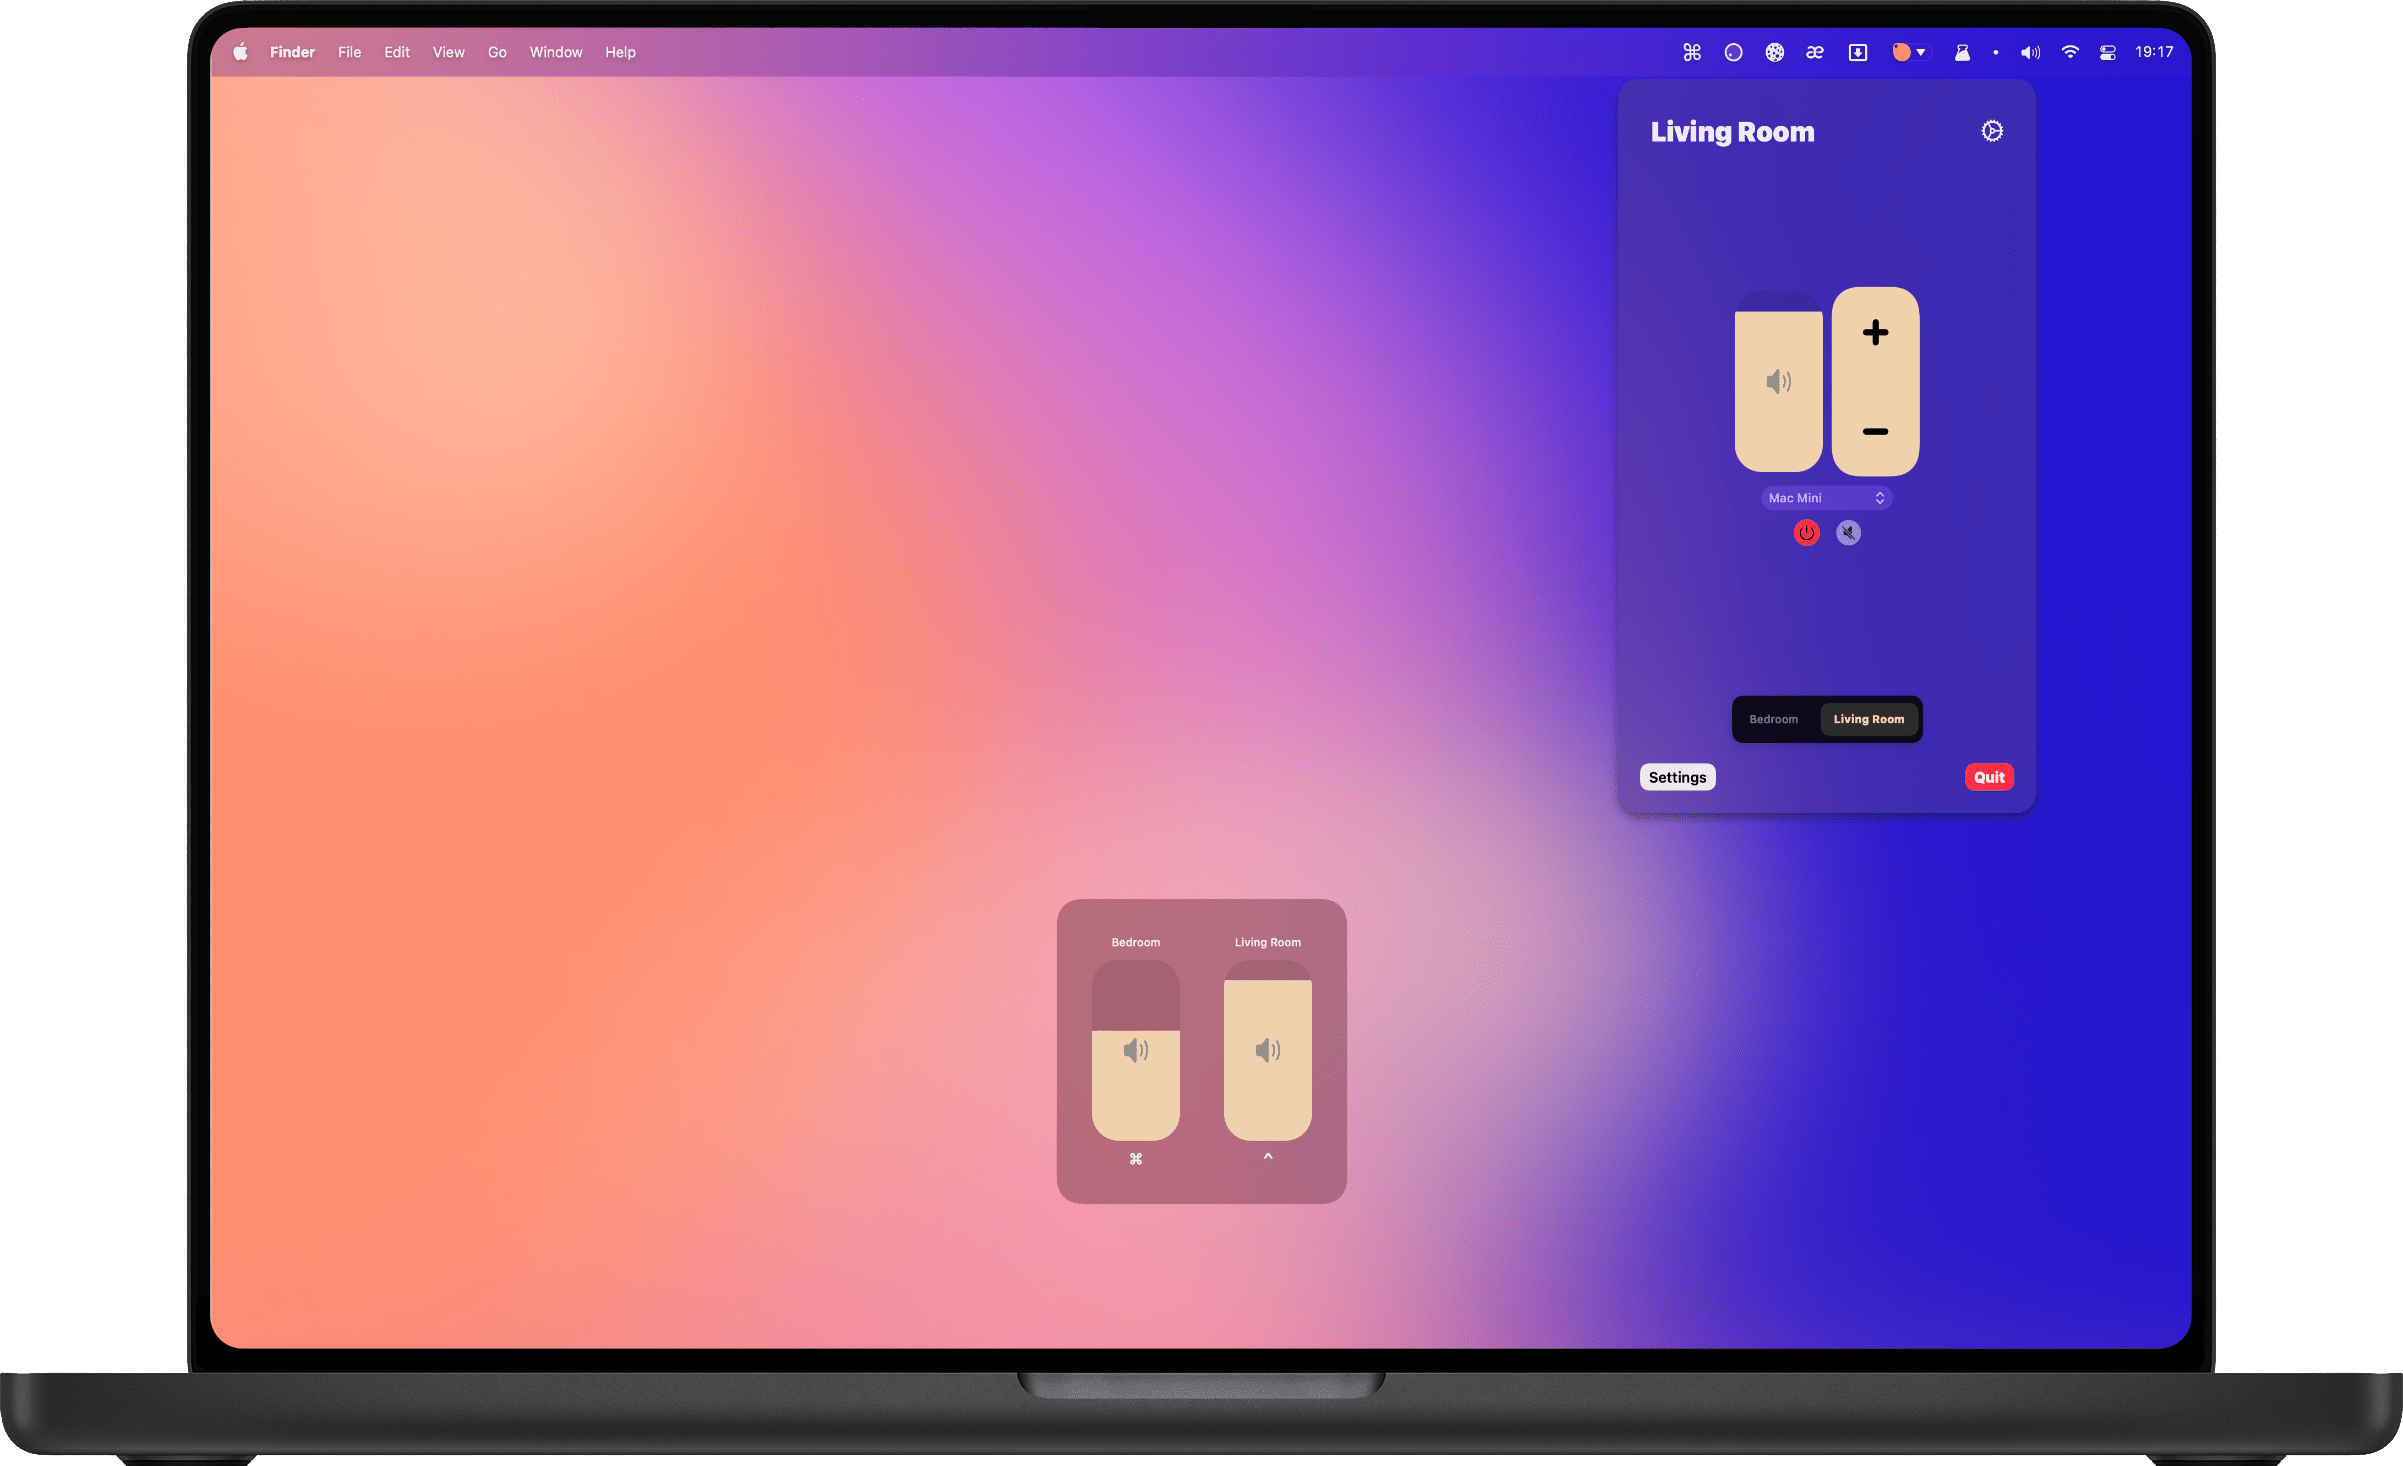 Finder File Edit View Go Window Help 19:17
Living Room
Mac Mini
Bedroom Living Room
Settings Quit
Bedroom Living Room
⌘ ^